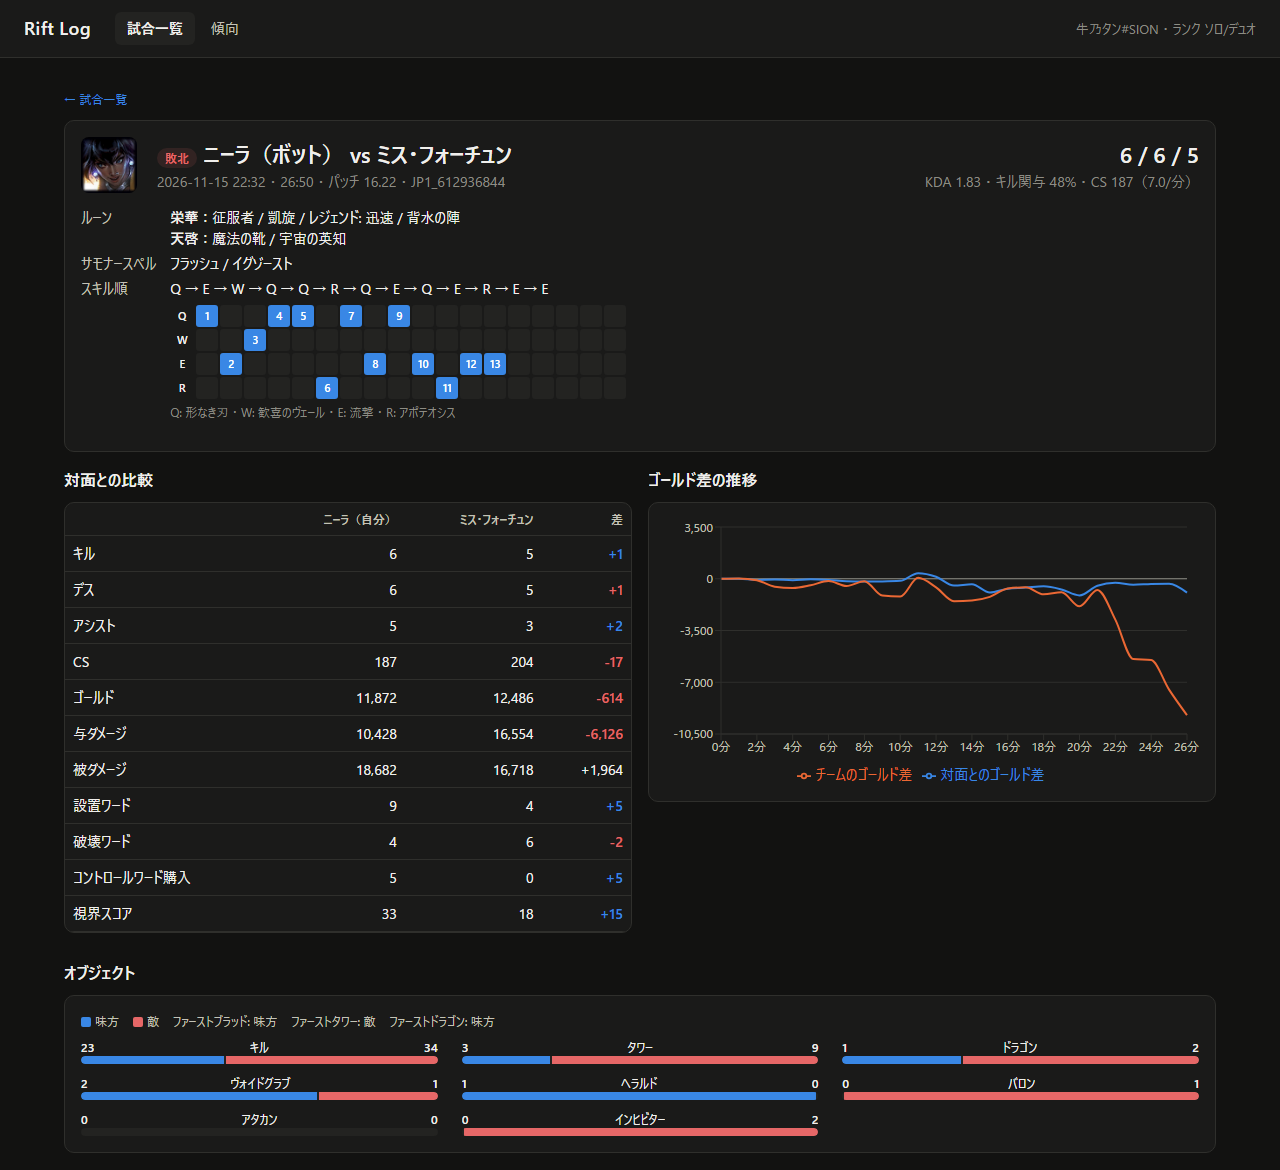 Rift Log 試合一覧 傾向 牛乃タン#SION・ランク ソロ/デュオ
← 試合一覧
敗北 ニーラ（ボット） vs ミス・フォーチュン 6 / 6 / 5
2026-11-15 22:32・26:50・パッチ 16.22・JP1_612936844 KDA 1.83・キル関与 48%・CS 187（7.0/分）
ルーン 栄華：征服者 / 凱旋 / レジェンド: 迅速 / 背水の陣
天啓：魔法の靴 / 宇宙の英知
サモナースペル フラッシュ / イグゾースト
スキル順 Q → E → W → Q → Q → R → Q → E → Q → E → R → E → E
Q 1 4 5 7 9
W 3
E 2 8 10 12 13
R 6 11
Q: 形なき刃・W: 歓喜のヴェール・E: 流撃・R: アポテオシス
対面との比較
ニーラ（自分） ミス・フォーチュン 差
キル 6 5 +1
デス 6 5 +1
アシスト 5 3 +2
CS 187 204 -17
ゴールド 11,872 12,486 -614
与ダメージ 10,428 16,554 -6,126
被ダメージ 18,682 16,718 +1,964
設置ワード 9 4 +5
破壊ワード 4 6 -2
コントロールワード購入 5 0 +5
視界スコア 33 18 +15
ゴールド差の推移
3,500
0
-3,500
-7,000
-10,500
0分 2分 4分 6分 8分 10分 12分 14分 16分 18分 20分 22分 24分 26分
チームのゴールド差 対面とのゴールド差
オブジェクト
味方 敵 ファーストブラッド: 味方 ファーストタワー: 敵 ファーストドラゴン: 味方
23 キル 34 3 タワー 9 1 ドラゴン 2
2 ヴォイドグラブ 1 1 ヘラルド 0 0 バロン 1
0 アタカン 0 0 インヒビター 2